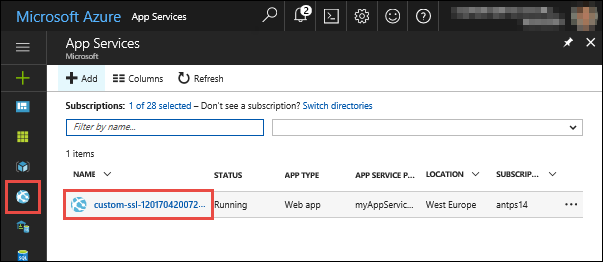 Microsoft Azure App Services 2
App Services
Microsoft
Add Columns Refresh
Subscriptions: 1 of 28 selected – Don't see a subscription? Switch directories
Filter by name...
1 items
NAME STATUS APP TYPE APP SERVICE P... LOCATION SUBSCRIPT...
custom-ssl-120170420072... Running Web app myAppServic... West Europe antps14
SQL